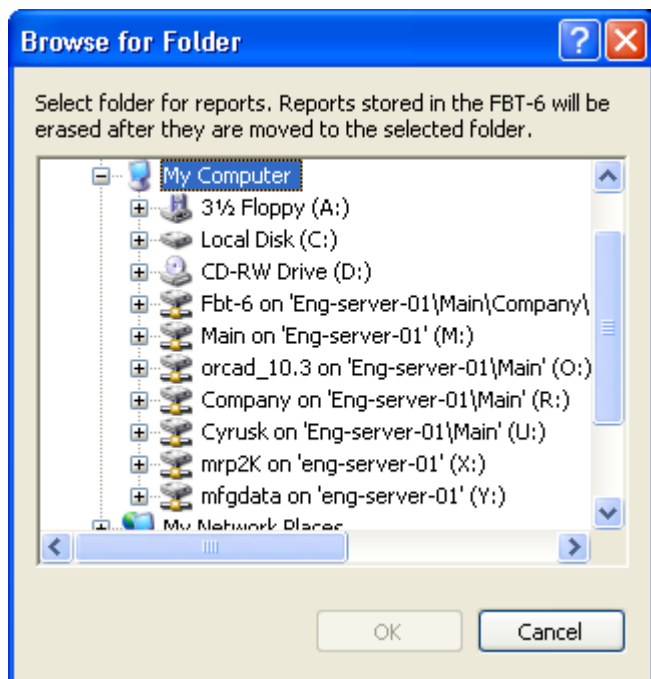 Browse for Folder
Select folder for reports. Reports stored in the FBT-6 will be
erased after they are moved to the selected folder.
My Computer
3½ Floppy (A:)
Local Disk (C:)
CD-RW Drive (D:)
Fbt-6 on 'Eng-server-01\Main\Company\
Main on 'Eng-server-01' (M:)
orcad_10.3 on 'Eng-server-01\Main' (O:)
Company on 'Eng-server-01\Main' (R:)
Cyrusk on 'Eng-server-01\Main' (U:)
mrp2K on 'eng-server-01' (X:)
mfgdata on 'eng-server-01' (Y:)
My Network Places
OK
Cancel